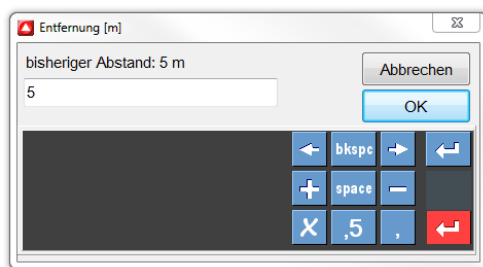 Entfernung [m]
bisheriger Abstand: 5 m
Abbrechen
5
OK
bkspc
+ space −
X ,5 ,